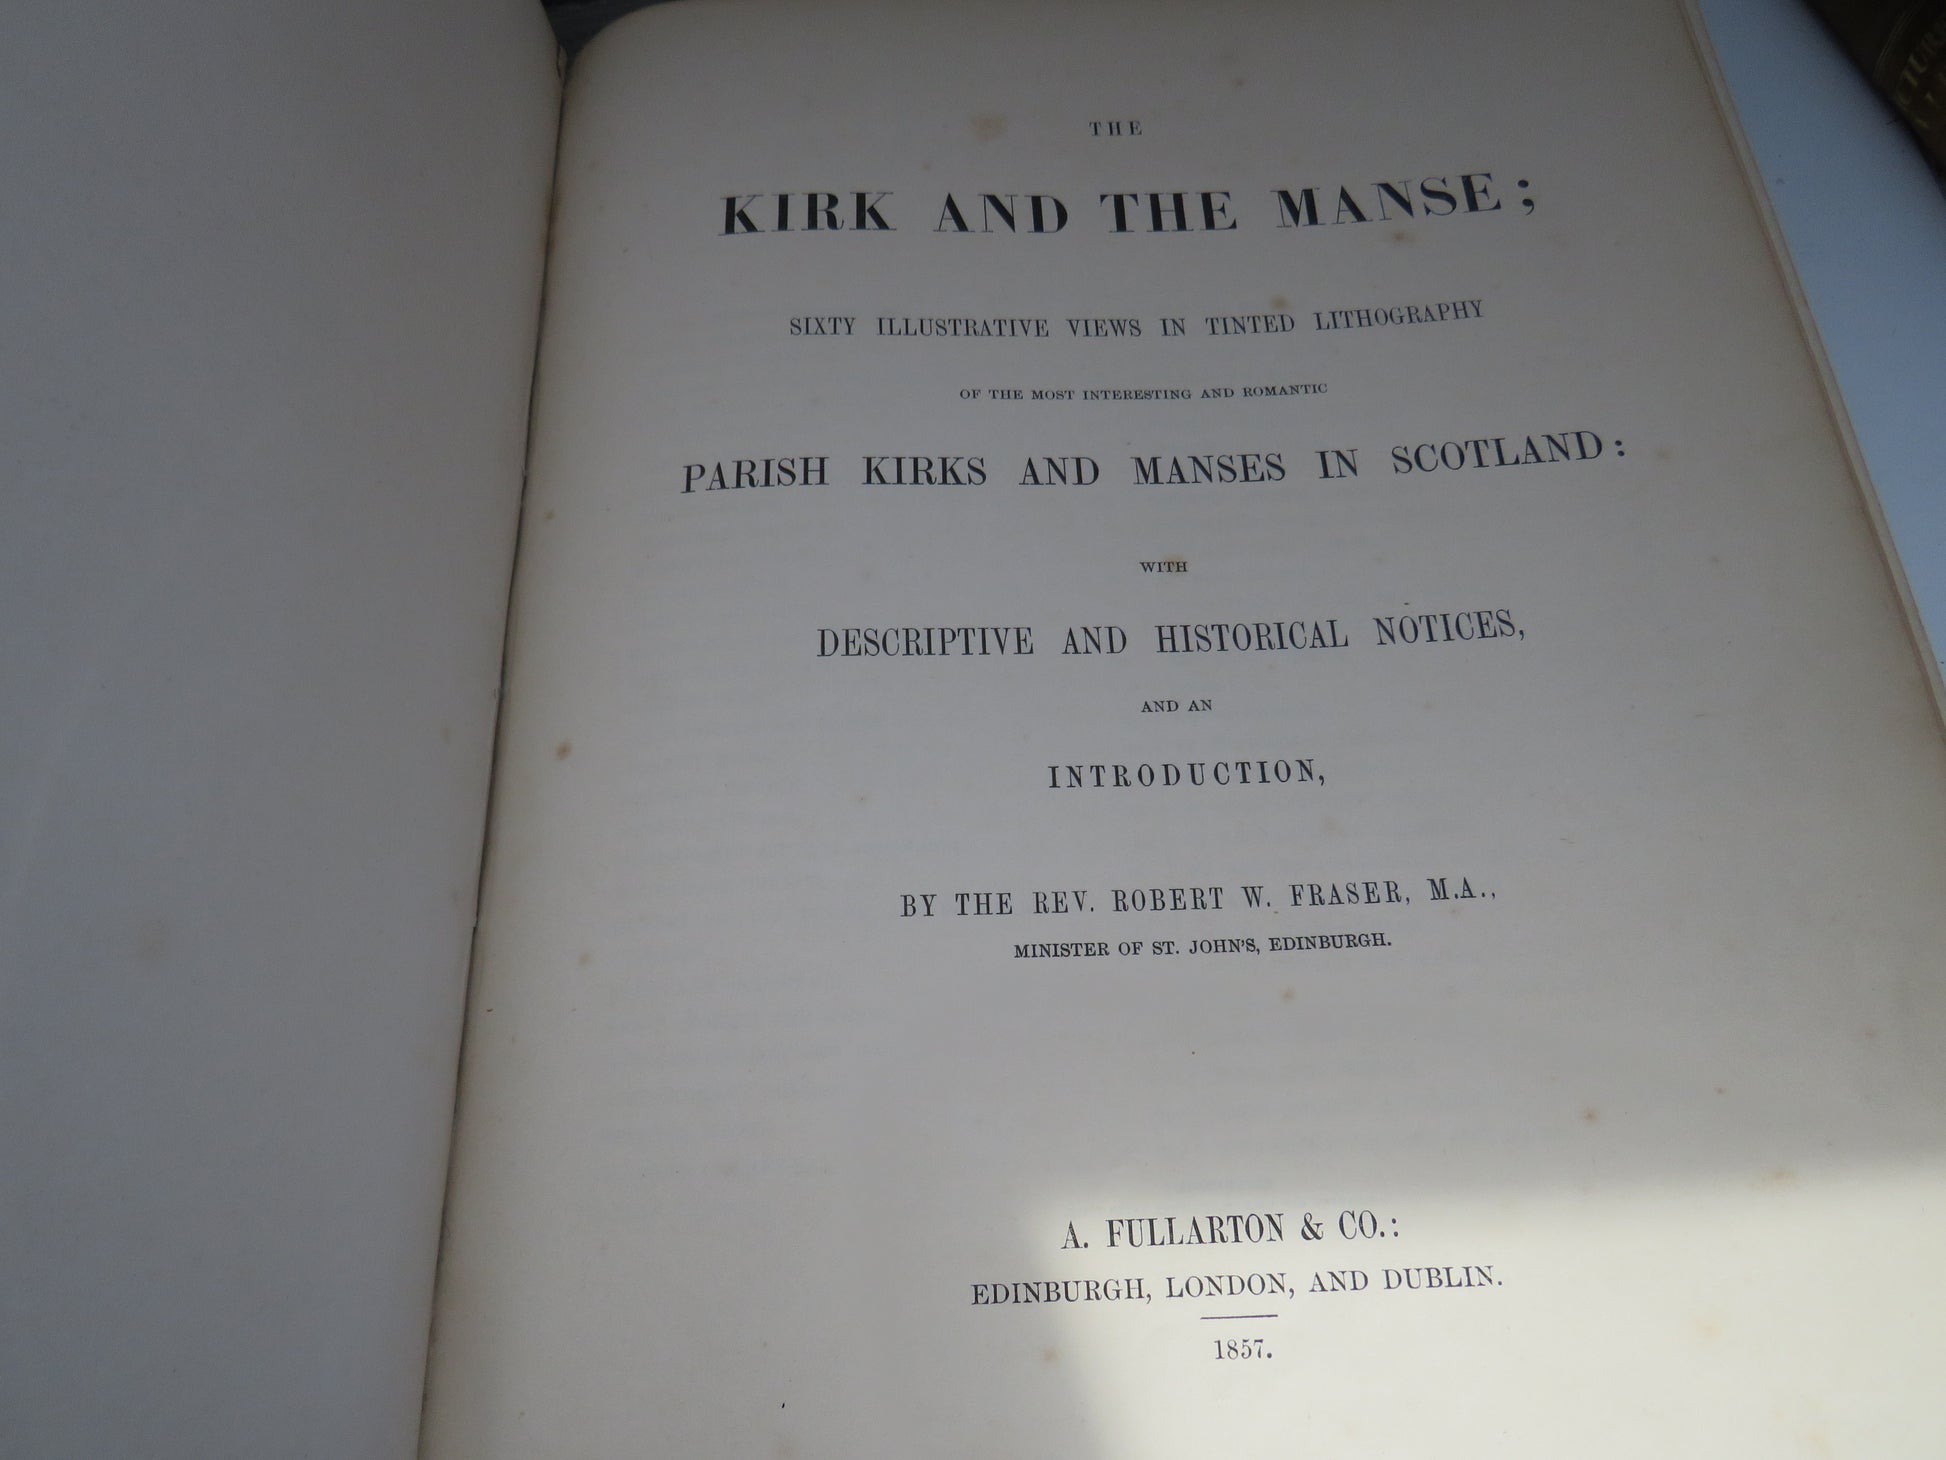 THE
KIRK AND THE MANSE;
SIXTY ILLUSTRATIVE VIEWS IN TINTED LITHOGRAPHY
OF THE MOST INTERESTING AND ROMANTIC
PARISH KIRKS AND MANSES IN SCOTLAND:
WITH
DESCRIPTIVE AND HISTORICAL NOTICES,
AND AN
INTRODUCTION,
BY THE REV. ROBERT W. FRASER, M.A.,
MINISTER OF ST. JOHN'S, EDINBURGH.
A. FULLARTON & CO.:
EDINBURGH, LONDON, AND DUBLIN.
1857.